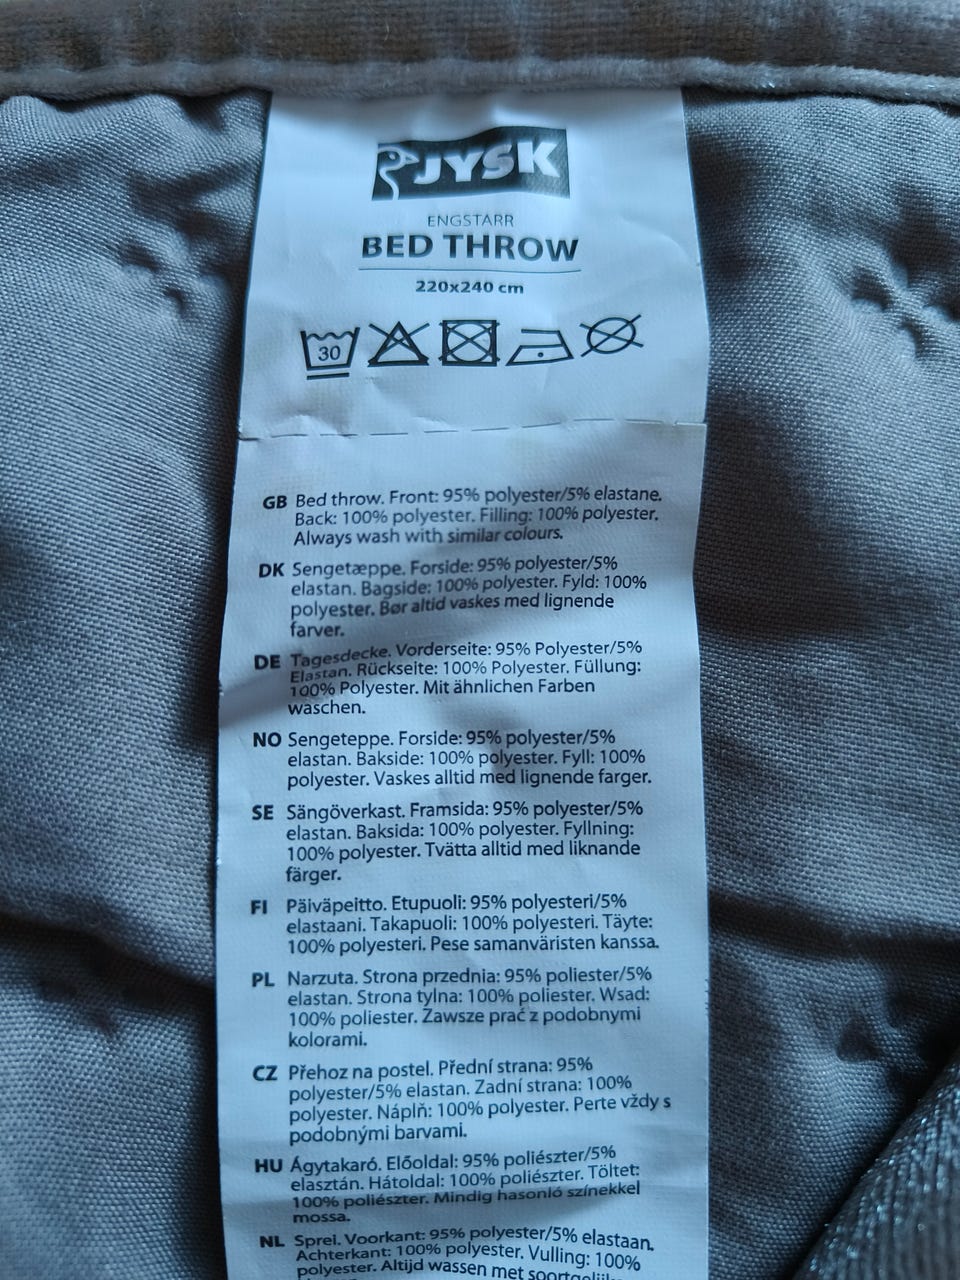 JYSK
ENGSTARR
BED THROW
220x240 cm
30
GB Bed throw. Front: 95% polyester/5% elastane.
Back: 100% polyester. Filling: 100% polyester.
Always wash with similar colours.
DK Sengetæppe. Forside: 95% polyester/5%
elastan. Bagside: 100% polyester. Fyld: 100%
polyester. Bør altid vaskes med lignende
farver.
DE Tagesdecke. Vorderseite: 95% Polyester/5%
Elastan. Rückseite: 100% Polyester. Füllung:
100% Polyester. Mit ähnlichen Farben
waschen.
NO Sengeteppe. Forside: 95% polyester/5%
elastan. Bakside: 100% polyester. Fyll: 100%
polyester. Vaskes alltid med lignende farger.
SE Sängöverkast. Framsida: 95% polyester/5%
elastan. Baksida: 100% polyester. Fyllning:
100% polyester. Tvätta alltid med liknande
färger.
FI Päiväpeitto. Etupuoli: 95% polyesteri/5%
elastaani. Takapuoli: 100% polyesteri. Täyte:
100% polyesteri. Pese samanväristen kanssa.
PL Narzuta. Strona przednia: 95% poliester/5%
elastan. Strona tylna: 100% poliester. Wsad:
100% poliester. Zawsze prać z podobnymi
kolorami.
CZ Přehoz na postel. Přední strana: 95%
polyester/5% elastan. Zadní strana: 100%
polyester. Náplň: 100% polyester. Perte vždy s
podobnými barvami.
HU Ágytakaró. Előoldal: 95% poliészter/5%
elasztán. Hátoldal: 100% poliészter. Töltet:
100% poliészter. Mindig hasonló színekkel
mossa.
NL Sprei. Voorkant: 95% polyester/5% elastaan.
Achterkant: 100% polyester. Vulling: 100%
polyester. Altijd wassen met